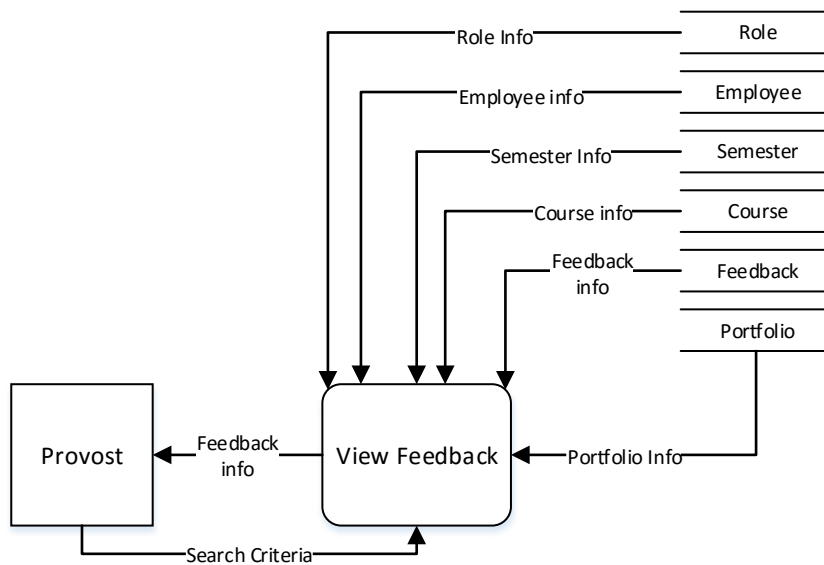 Role Info
Role
Employee info
Employee
Semester Info
Semester
Course info
Course
Feedback
info
Feedback
Portfolio
Provost
Feedback
info
View Feedback
Portfolio Info
Search Criteria